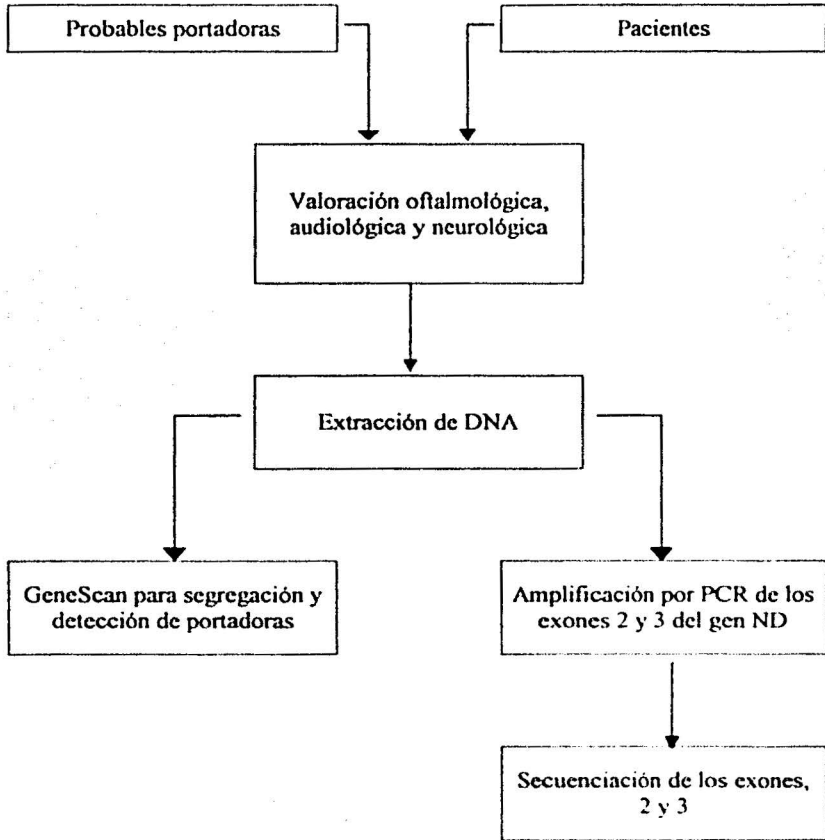 Probables portadoras
Pacientes
Valoración oftalmológica,
audiológica y neurológica
Extracción de DNA
GeneScan para segregación y
detección de portadoras
Amplificación por PCR de los
exones 2 y 3 del gen ND
Secuenciación de los exones,
2 y 3